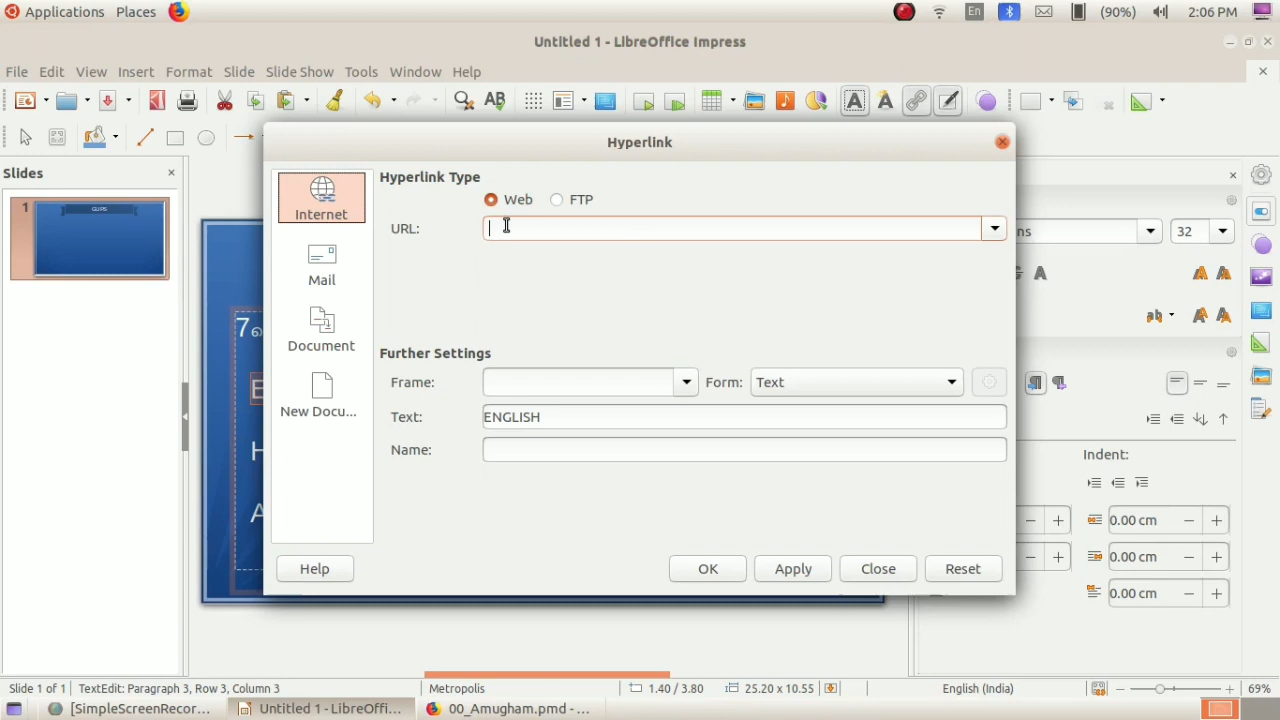 Applications Places En (90%) 2:06 PM
Untitled 1 - LibreOffice Impress
File Edit View Insert Format Slide Slide Show Tools Window Help
Hyperlink
Slides
Hyperlink Type
Internet
Web FTP
URL:
ns 32
1
Mail
Document
Further Settings
Frame: Form: Text
New Docu...
Text: ENGLISH
Name:
Indent:
0.00 cm
0.00 cm
0.00 cm
Help OK Apply Close Reset
Slide 1 of 1 TextEdit: Paragraph 3, Row 3, Column 3 Metropolis 1.40 / 3.80 25.20 x 10.55 English (India) 69%
[SimpleScreenRecor... Untitled 1 - LibreOffi... 00_Amugham.pmd - ...